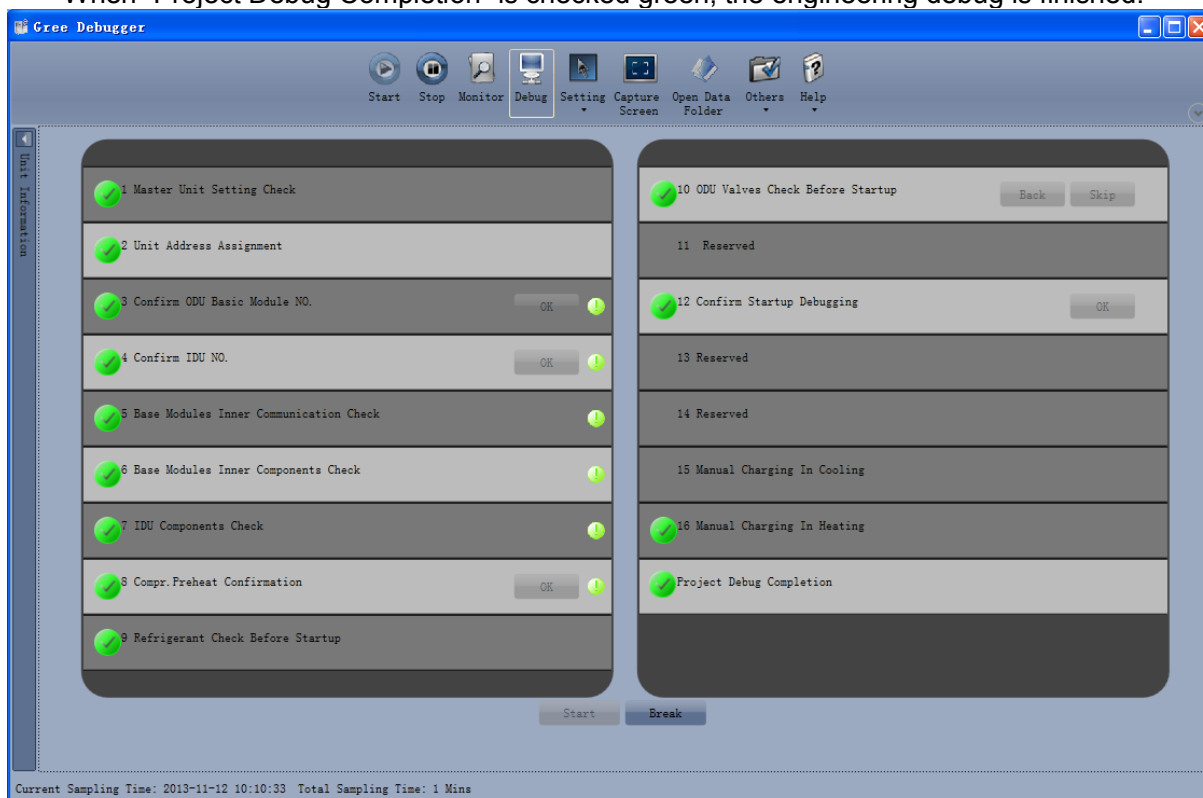 When "Project Debug Completion" is checked green, the engineering debug is finished.
Gree Debugger
Start Stop Monitor Debug Setting Capture Screen Open Data Folder Others Help
Unit Information
1 Master Unit Setting Check
2 Unit Address Assignment
3 Confirm ODU Basic Module NO. OK
4 Confirm IDU NO. OK
5 Base Modules Inner Communication Check
6 Base Modules Inner Components Check
7 IDU Components Check
8 Compr.Preheat Confirmation OK
9 Refrigerant Check Before Startup
10 ODU Valves Check Before Startup Back Skip
11 Reserved
12 Confirm Startup Debugging OK
13 Reserved
14 Reserved
15 Manual Charging In Cooling
16 Manual Charging In Heating
Project Debug Completion
Start Break
Current Sampling Time: 2013-11-12 10:10:33 Total Sampling Time: 1 Mins